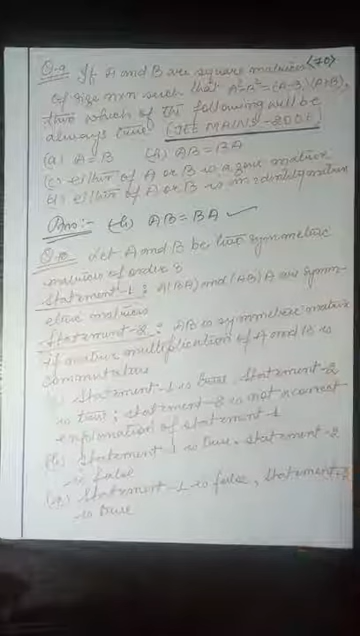 <70>
Q.9 If A and B are square matrices
of size nxn such that A²-B² = (A-B)(A+B),
then which of the following will be
always true (JEE MAINS-2006)
(a) A=B (b) AB=BA
(c) either of A or B is a zero matrix
(d) either of A or B is an identity matrix
Ans:- (b) AB=BA ✓
Q.10 Let A and B be two symmetric
matrices of order 3
Statement-1: A(BA) and (AB)A are symm-
etric matrices
Statement-2: AB is symmetric matrix
if matrix multiplication of A and B is
commutative
Statement-1 is true, Statement-2
is true; statement-2 is not a correct
explanation of statement 1
(b) Statement 1 is true. statement-2
is false
Statement-1 is false, Statement-2
is true